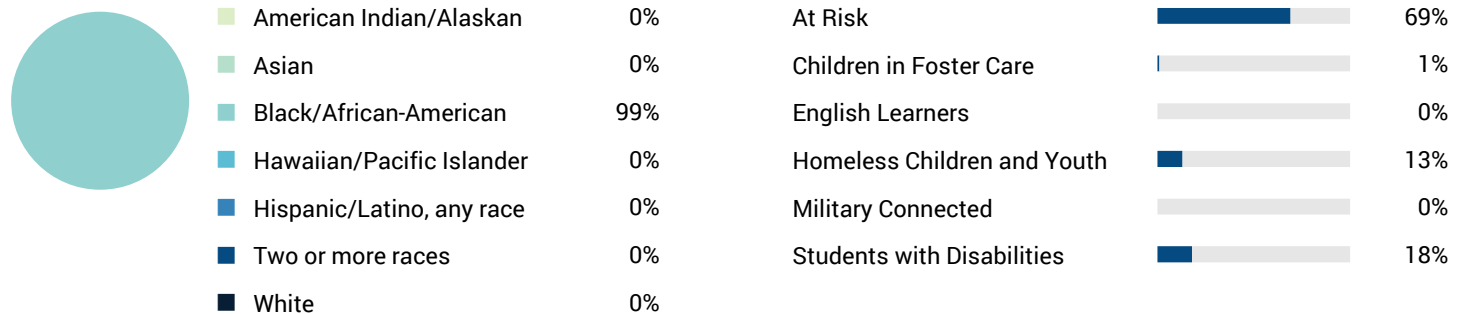 American Indian/Alaskan 0%
Asian 0%
Black/African-American 99%
Hawaiian/Pacific Islander 0%
Hispanic/Latino, any race 0%
Two or more races 0%
White 0%
At Risk 69%
Children in Foster Care 1%
English Learners 0%
Homeless Children and Youth 13%
Military Connected 0%
Students with Disabilities 18%